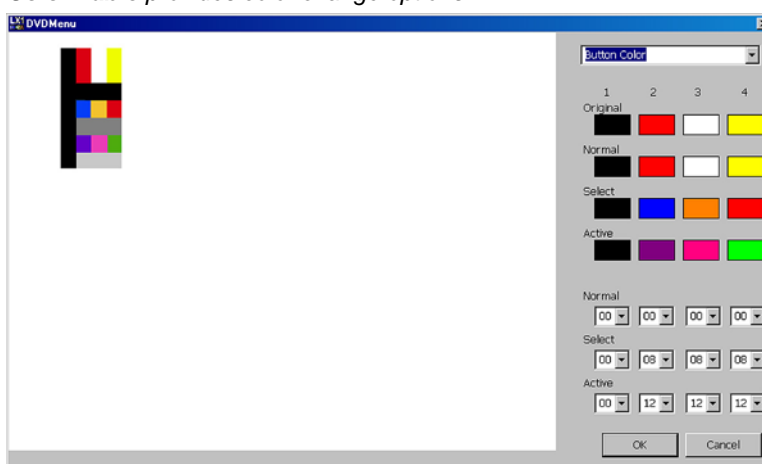 DVDMenu
Button Color
1 2 3 4
Original
Normal
Select
Active
Normal
00 00 00 00
Select
00 08 08 08
Active
00 12 12 12
OK Cancel